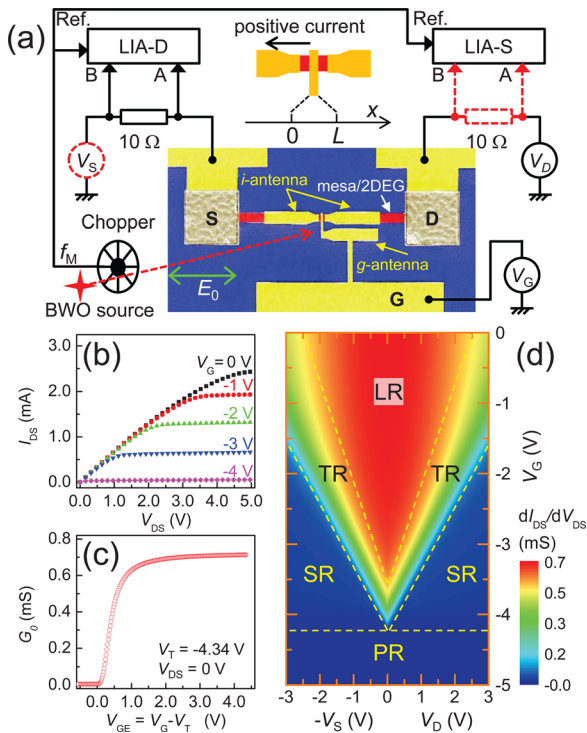 (a)
Ref.
LIA-D
B
A
10 Ω
V_S
positive current
0
L
x
Ref.
LIA-S
B
A
10 Ω
V_D
S
i-antenna
mesa/2DEG
D
g-antenna
Chopper
f_M
BWO source
E_0
G
V_G
(b)
I_DS (mA)
3.0
2.0
1.0
0.0
V_G = 0 V
-1 V
-2 V
-3 V
-4 V
0.0 1.0 2.0 3.0 4.0 5.0
V_DS (V)
(c)
G_0 (mS)
0.8
0.6
0.4
0.2
0.0
V_T = -4.34 V
V_DS = 0 V
0.0 1.0 2.0 3.0 4.0 5.0
V_GE = V_G-V_T (V)
(d)
LR
TR
TR
SR
SR
PR
0
-1
-2
-3
-4
-5
V_G (V)
-3 -2 -1 0 1 2 3
-V_S (V)
V_D (V)
dI_DS/dV_DS
(mS)
0.7
0.6
0.5
0.4
0.3
0.2
0.1
-0.0